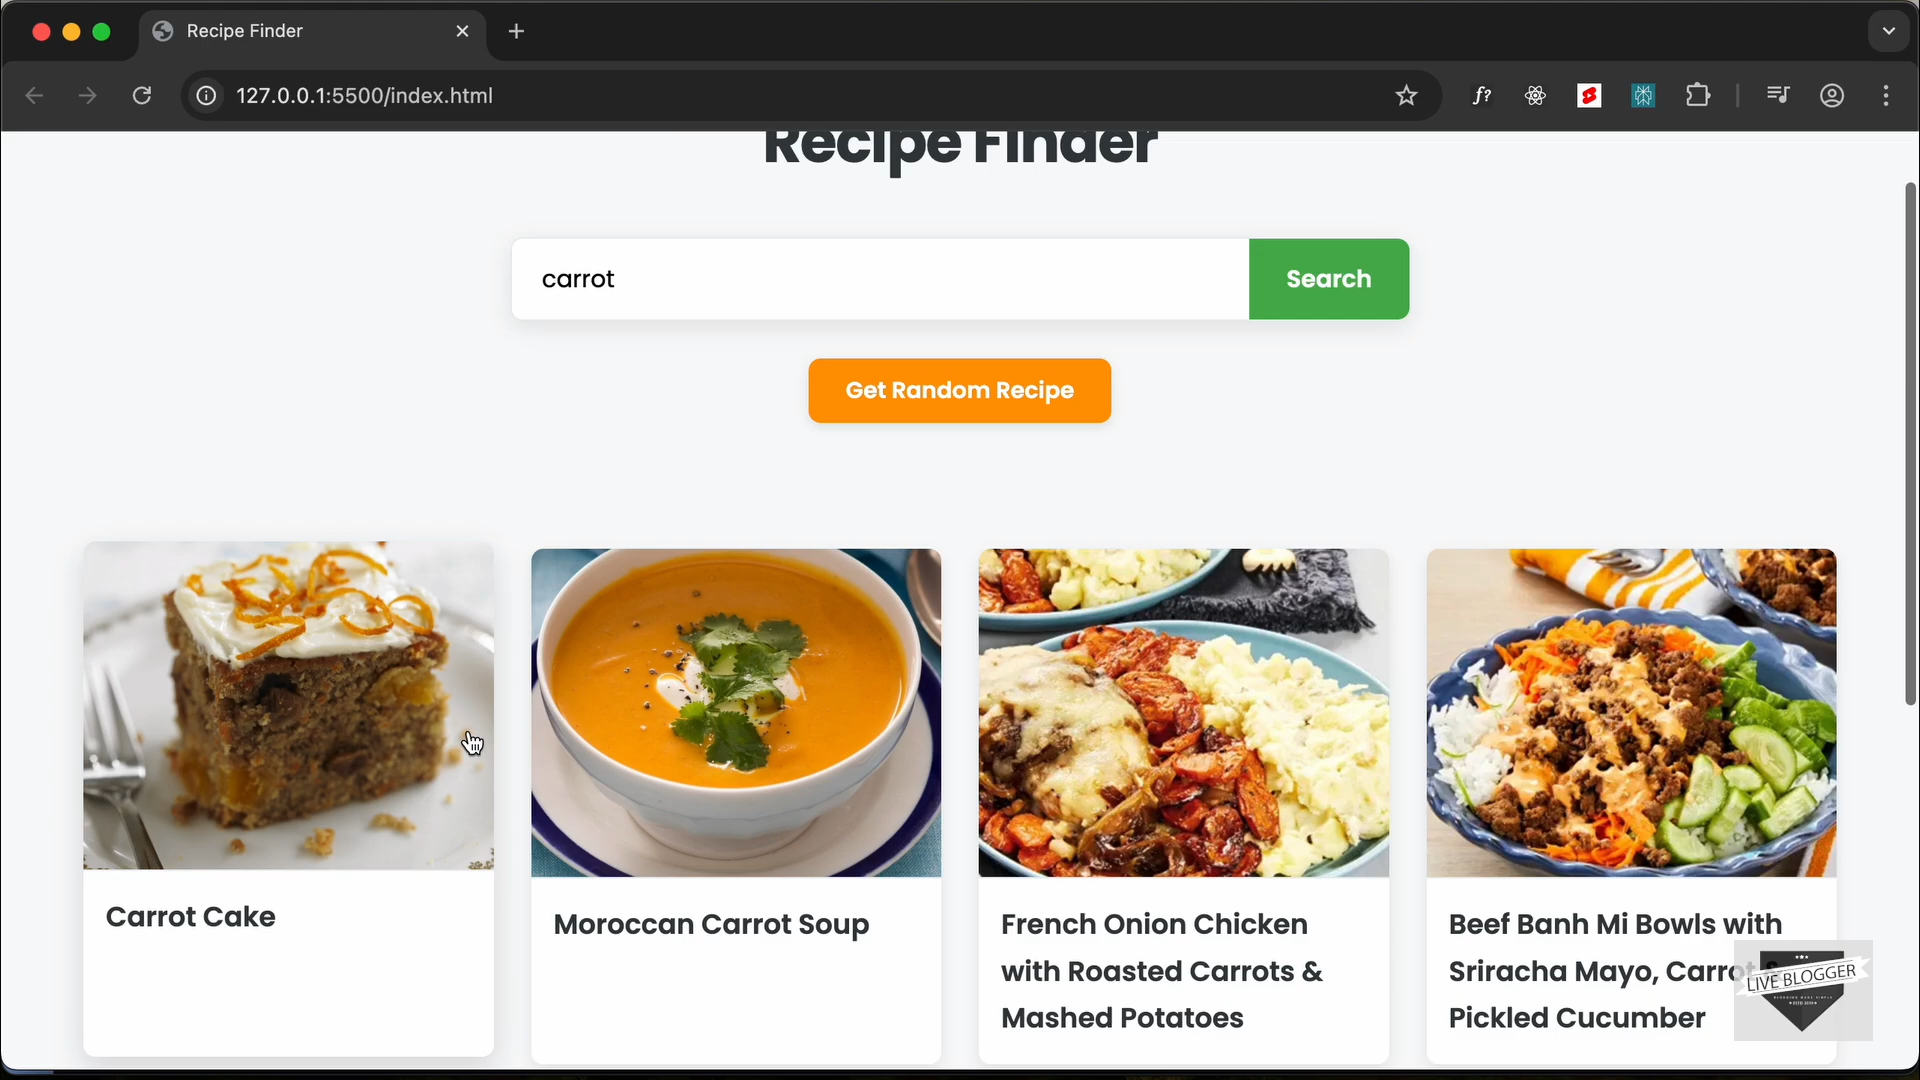 Recipe Finder
127.0.0.1:5500/index.html
f?
Recipe Finder
carrot
Search
Get Random Recipe
Carrot Cake
Moroccan Carrot Soup
French Onion Chicken
with Roasted Carrots &
Mashed Potatoes
Beef Banh Mi Bowls with
Sriracha Mayo, Carrot &
Pickled Cucumber
LIVE BLOGGER